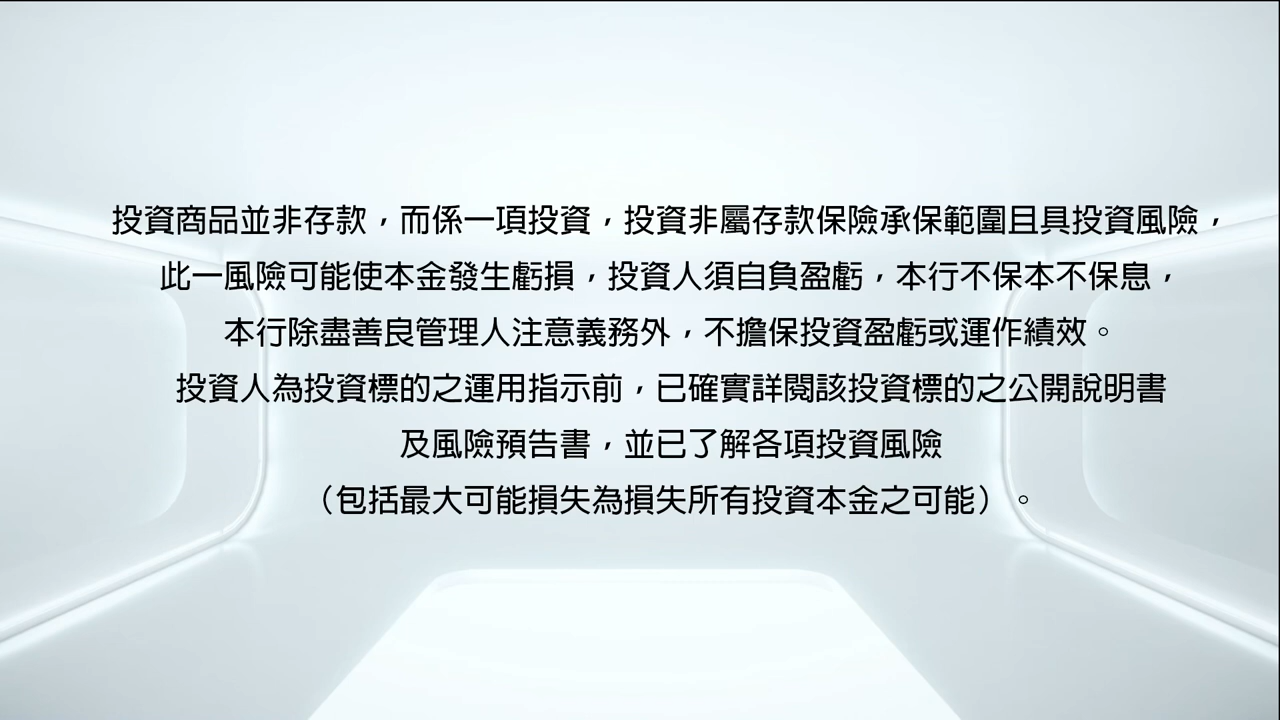 投資商品並非存款，而係一項投資，投資非屬存款保險承保範圍且具投資風險，
此一風險可能使本金發生虧損，投資人須自負盈虧，本行不保本不保息，
本行除盡善良管理人注意義務外，不擔保投資盈虧或運作績效。
投資人為投資標的之運用指示前，已確實詳閱該投資標的之公開說明書
及風險預告書，並已了解各項投資風險
（包括最大可能損失為損失所有投資本金之可能）。